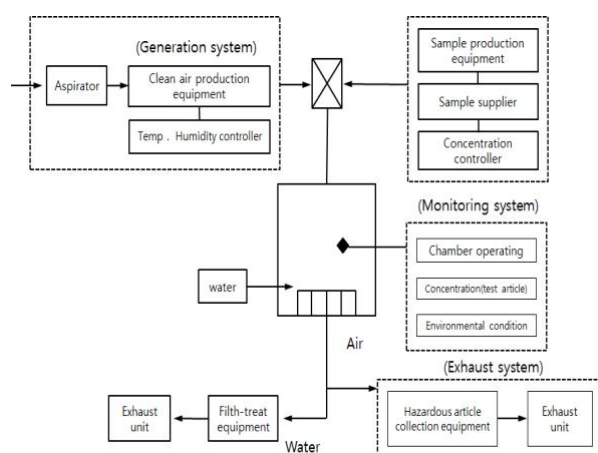 (Generation system)
Aspirator
Clean air production
equipment
Temp . Humidity controller
Sample production
equipment
Sample supplier
Concentration
controller
(Monitoring system)
Chamber operating
Concentration(test article)
Environmental condition
water
Air
(Exhaust system)
Exhaust
unit
Filth-treat
equipment
Water
Hazardous article
collection equipment
Exhaust
unit